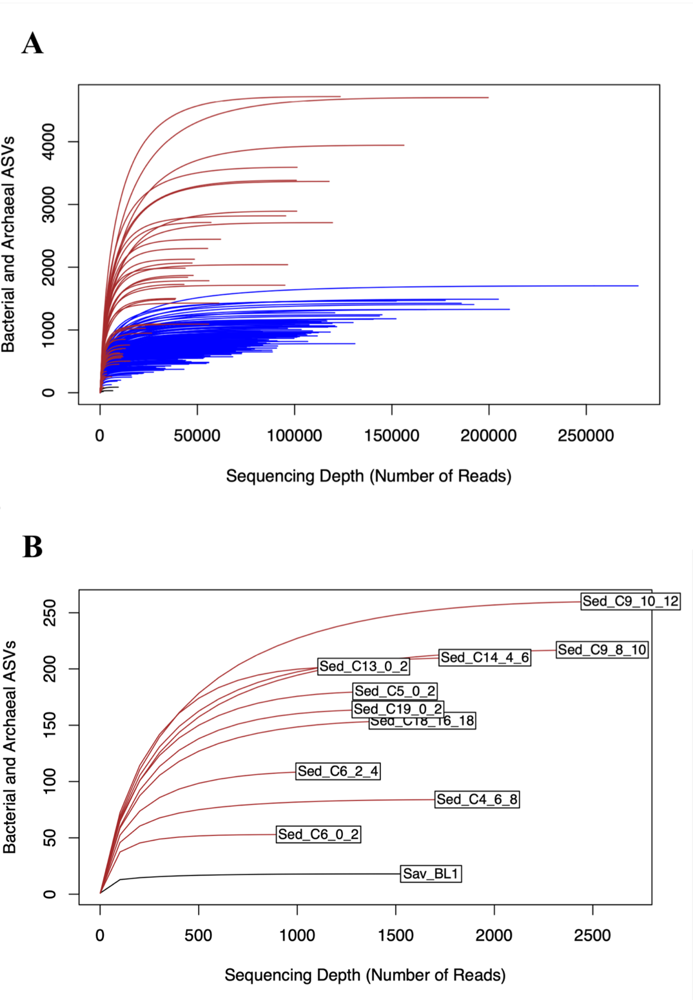 A
Bacterial and Archaeal ASVs
4000
3000
2000
1000
0
0 50000 100000 150000 200000 250000
Sequencing Depth (Number of Reads)
B
Bacterial and Archaeal ASVs
250
200
150
100
50
0
Sed_C9_10_12
Sed_C9_8_10
Sed_C14_4_6
Sed_C13_0_2
Sed_C5_0_2
Sed_C19_0_2
Sed_C18_16_18
Sed_C6_2_4
Sed_C4_6_8
Sed_C6_0_2
Sav_BL1
0 500 1000 1500 2000 2500
Sequencing Depth (Number of Reads)